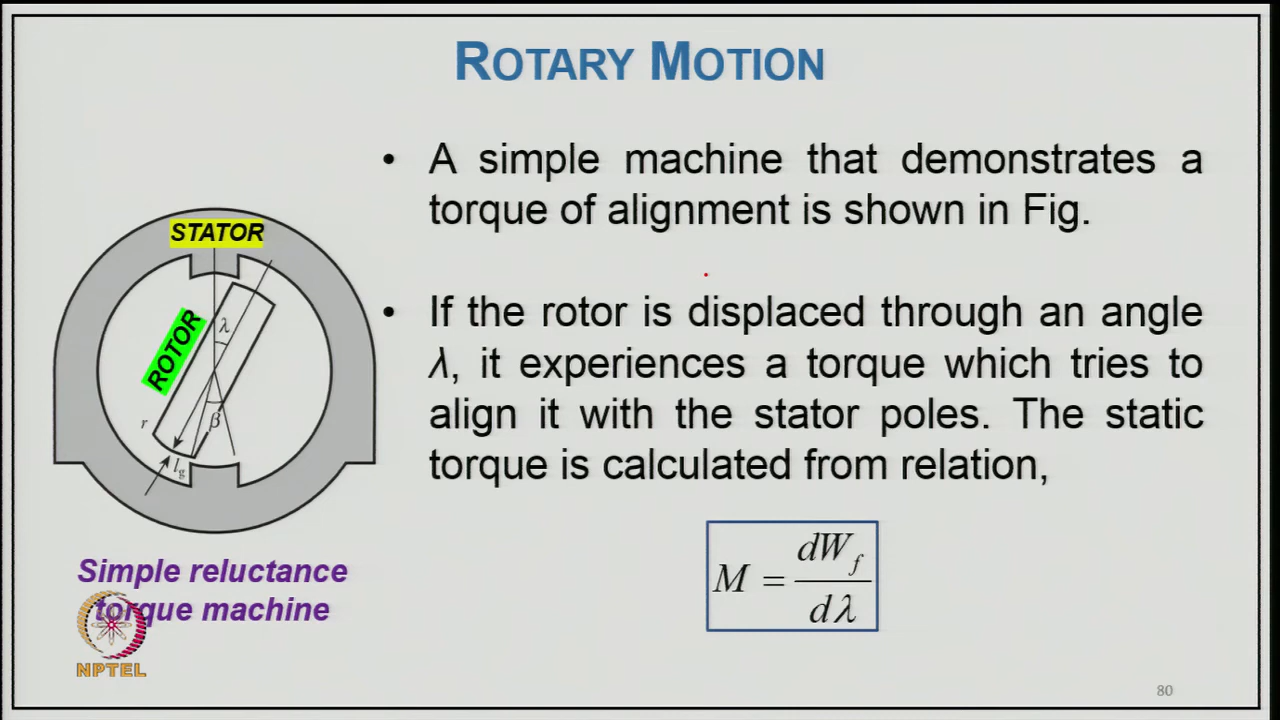 ROTARY MOTION
• A simple machine that demonstrates a
torque of alignment is shown in Fig.
• If the rotor is displaced through an angle
λ, it experiences a torque which tries to
align it with the stator poles. The static
torque is calculated from relation,
M = dW_f / dλ
STATOR
ROTOR
λ
β
r
l_g
Simple reluctance
torque machine
NPTEL
80